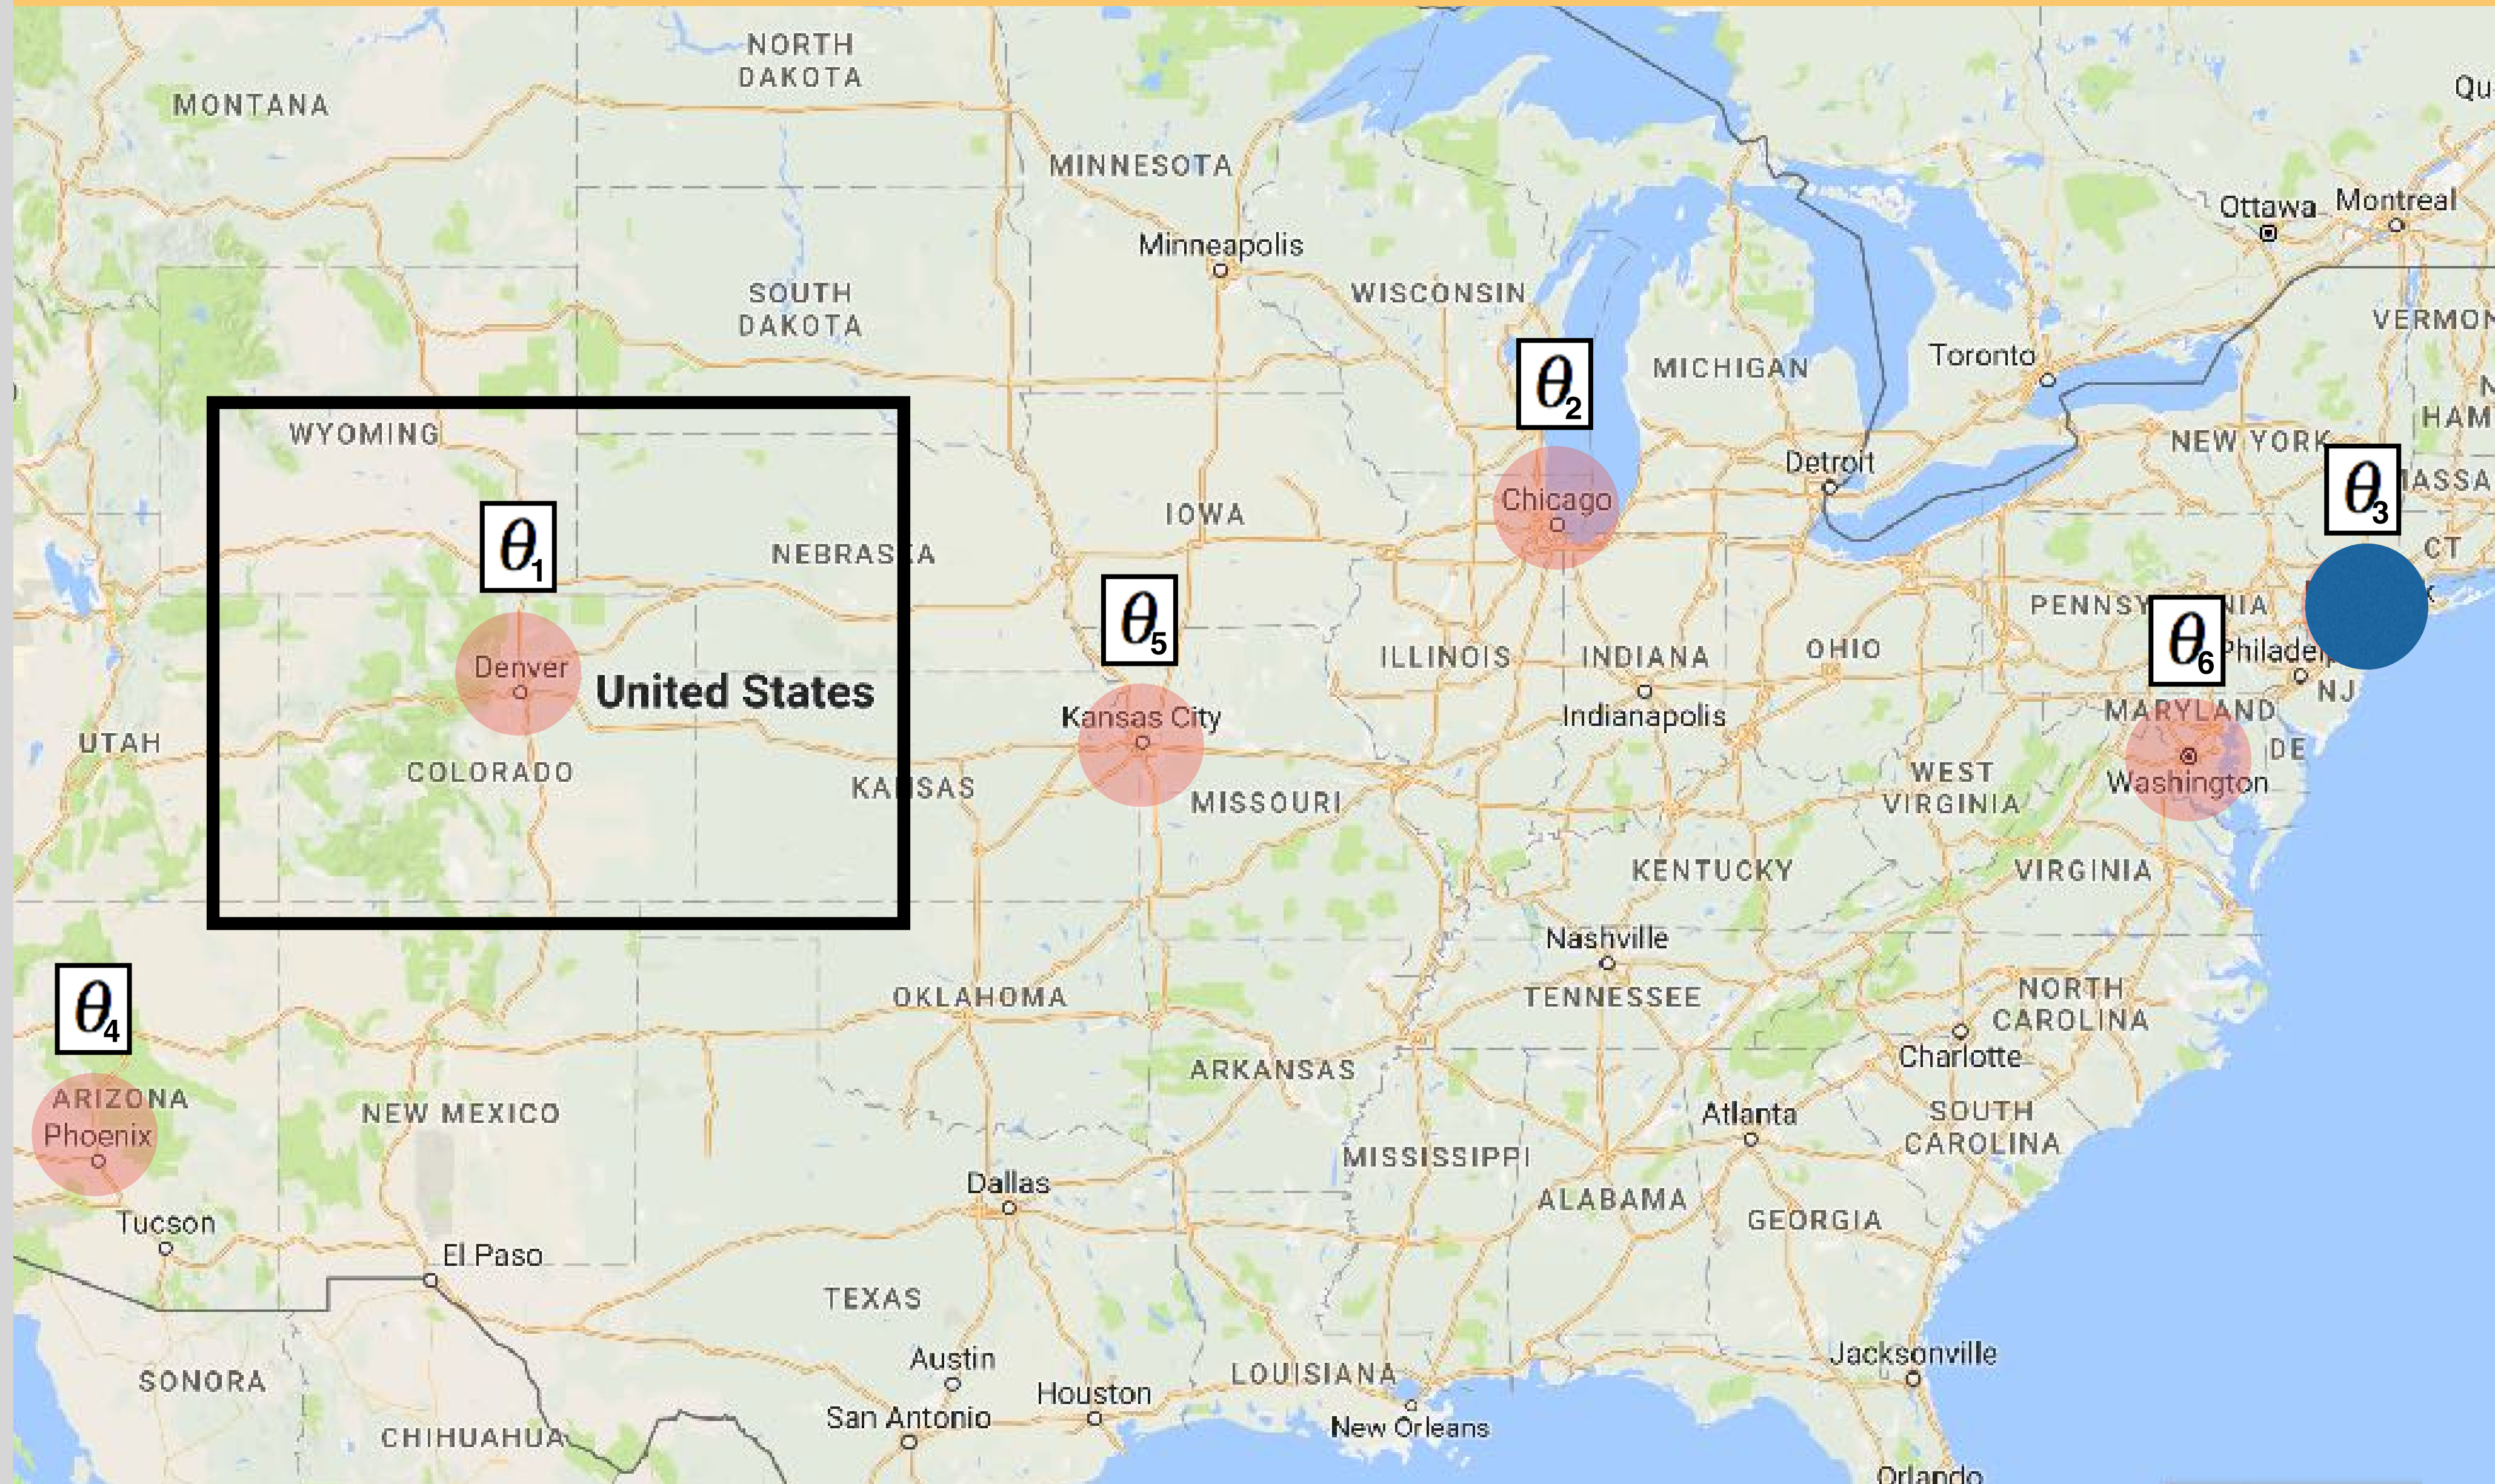 NORTH
DAKOTA
MONTANA
Qu
MINNESOTA
Ottawa
Montreal
Minneapolis
SOUTH
DAKOTA
WISCONSIN
VERMON
Toronto
MICHIGAN
θ2
N
HAM
WYOMING
NEW YORK
Detroit
MASSA
θ3
Chicago
IOWA
θ1
NEBRASKA
CT
θ5
PENNSY
NIA
θ6
Philadel
Denver
United States
ILLINOIS
INDIANA
OHIO
NJ
Kansas City
Indianapolis
MARYLAND
UTAH
COLORADO
DE
KANSAS
MISSOURI
WEST
VIRGINIA
Washington
KENTUCKY
VIRGINIA
Nashville
θ4
OKLAHOMA
TENNESSEE
NORTH
CAROLINA
Charlotte
ARKANSAS
ARIZONA
NEW MEXICO
Phoenix
Atlanta
SOUTH
CAROLINA
MISSISSIPPI
Dallas
ALABAMA
GEORGIA
Tucson
El Paso
TEXAS
Austin
Jacksonville
SONORA
LOUISIANA
Houston
San Antonio
New Orleans
CHIHUAHUA
Orlando